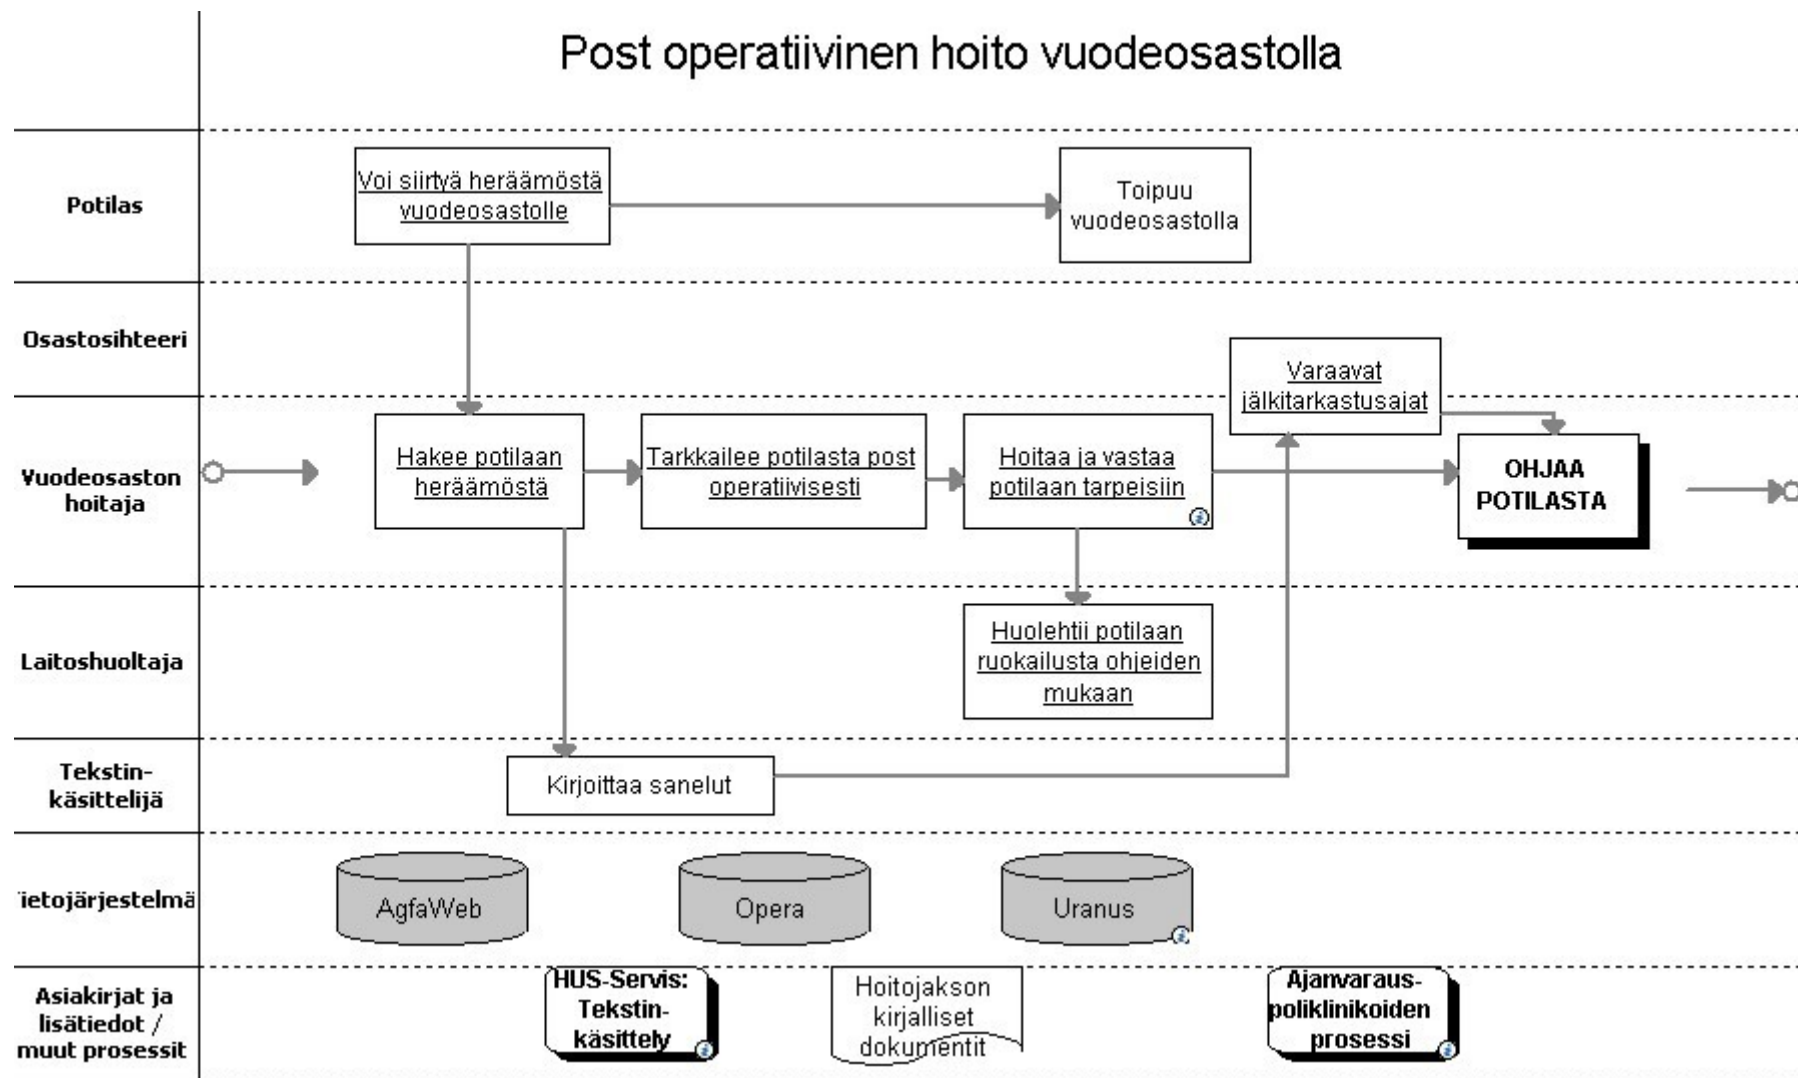 Post operatiivinen hoito vuodeosastolla
Potilas
Voi siirtyä heräämöstä
vuodeosastolle
Toipuu
vuodeosastolla
Osastosihteeri
Varaavat
jälkitarkastusajat
Vuodeosaston
hoitaja
Hakee potilaan
heräämöstä
Tarkkailee potilasta post
operatiivisesti
Hoitaa ja vastaa
potilaan tarpeisiin
OHJAA
POTILASTA
Laitoshuoltaja
Huolehtii potilaan
ruokailusta ohjeiden
mukaan
Tekstin-
käsittelijä
Kirjoittaa sanelut
ietojärjestelmä
AgfaWeb
Opera
Uranus
Asiakirjat ja
lisätiedot /
muut prosessit
HUS-Servis:
Tekstin-
käsittely
Hoitojakson
kirjalliset
dokumentit
Ajanvaraus-
poliklinikoiden
prosessi